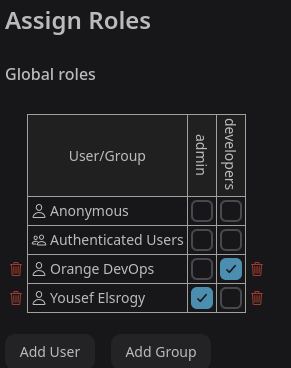 Assign Roles
Global roles
User/Group
admin
developers
Anonymous
Authenticated Users
Orange DevOps
Yousef Elsrogy
Add User
Add Group